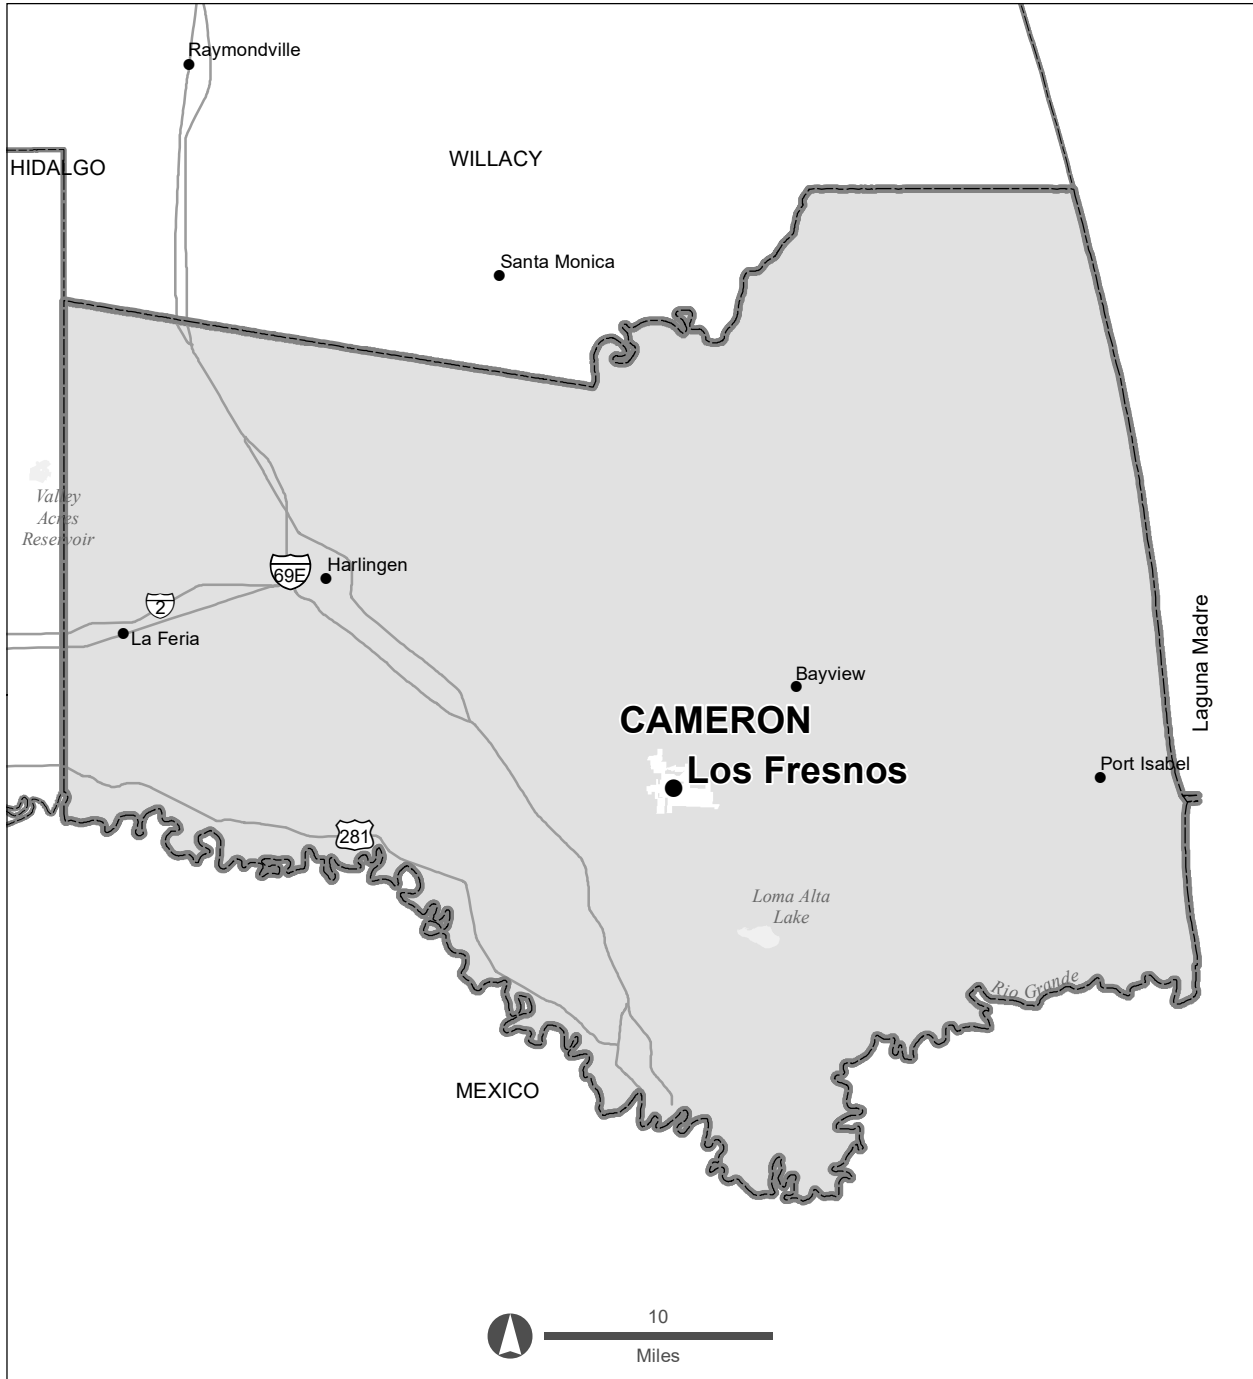 Raymondville
HIDALGO
WILLACY
Santa Monica
Valley
Acres
Reservoir
69E
Harlingen
2
La Feria
Laguna Madre
Bayview
CAMERON
Los Fresnos
Port Isabel
281
Loma Alta
Lake
Rio Grande
MEXICO
10
Miles